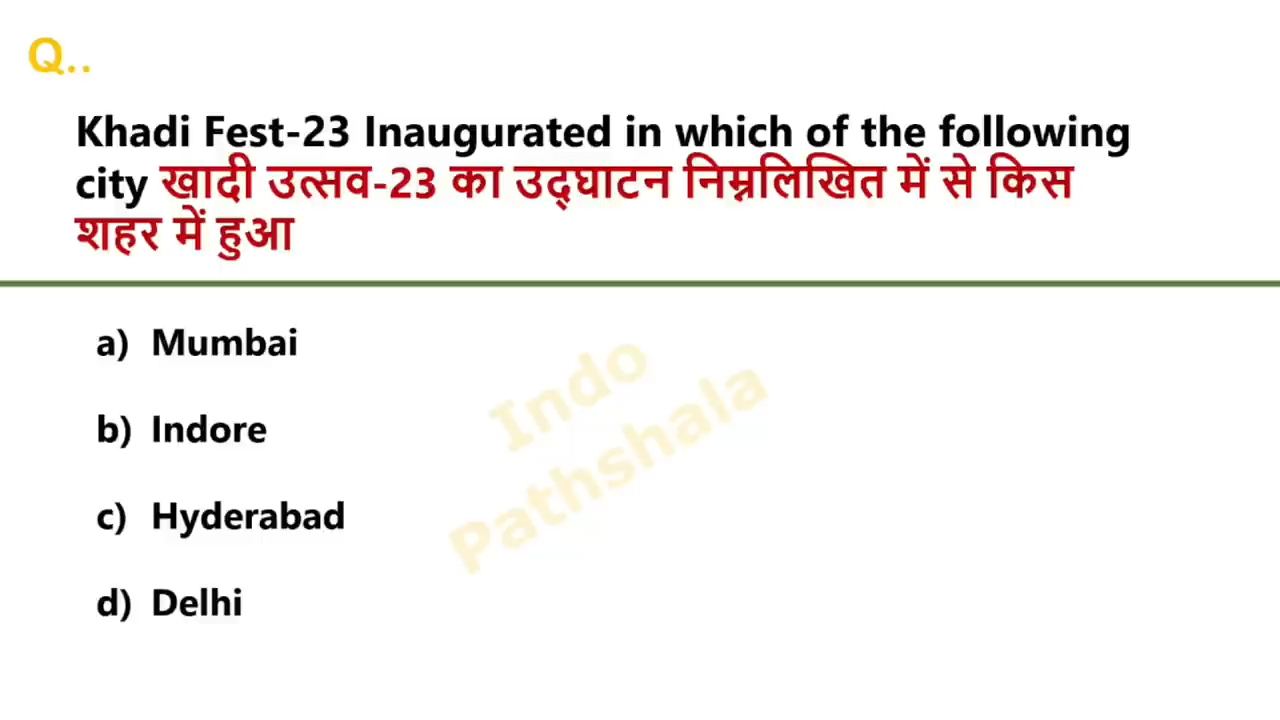 Q..
Khadi Fest-23 Inaugurated in which of the following
city खादी उत्सव-23 का उद्घाटन निम्नलिखित में से किस
शहर में हुआ
a) Mumbai
b) Indore
c) Hyderabad
d) Delhi
Indo
Pathshala